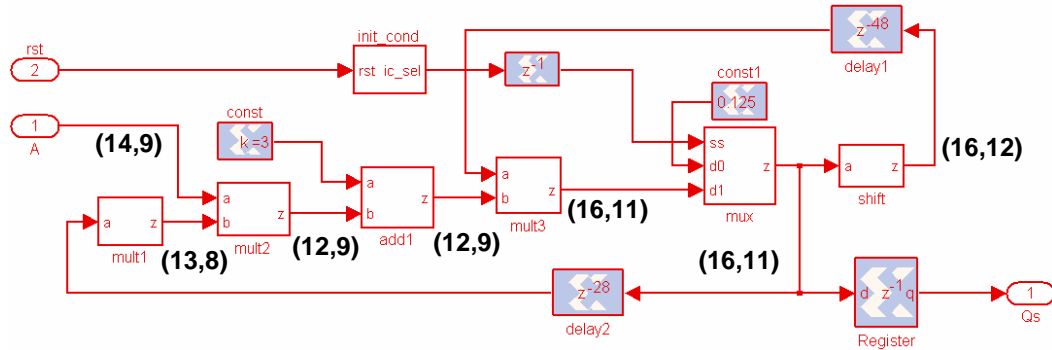 rst
2
init_cond
rst ic_sel
z-1
z-48
delay1
const1
0.125
1
A
(14,9)
const
k =3
ss
d0
d1
z
mux
a z
shift
(16,12)
a
b
z
mult1
(13,8)
a
b
z
mult2
(12,9)
a
b
z
add1
(12,9)
a z
mult3
(16,11)
(16,11)
z-28
delay2
d z-1 q
Register
1
Qs